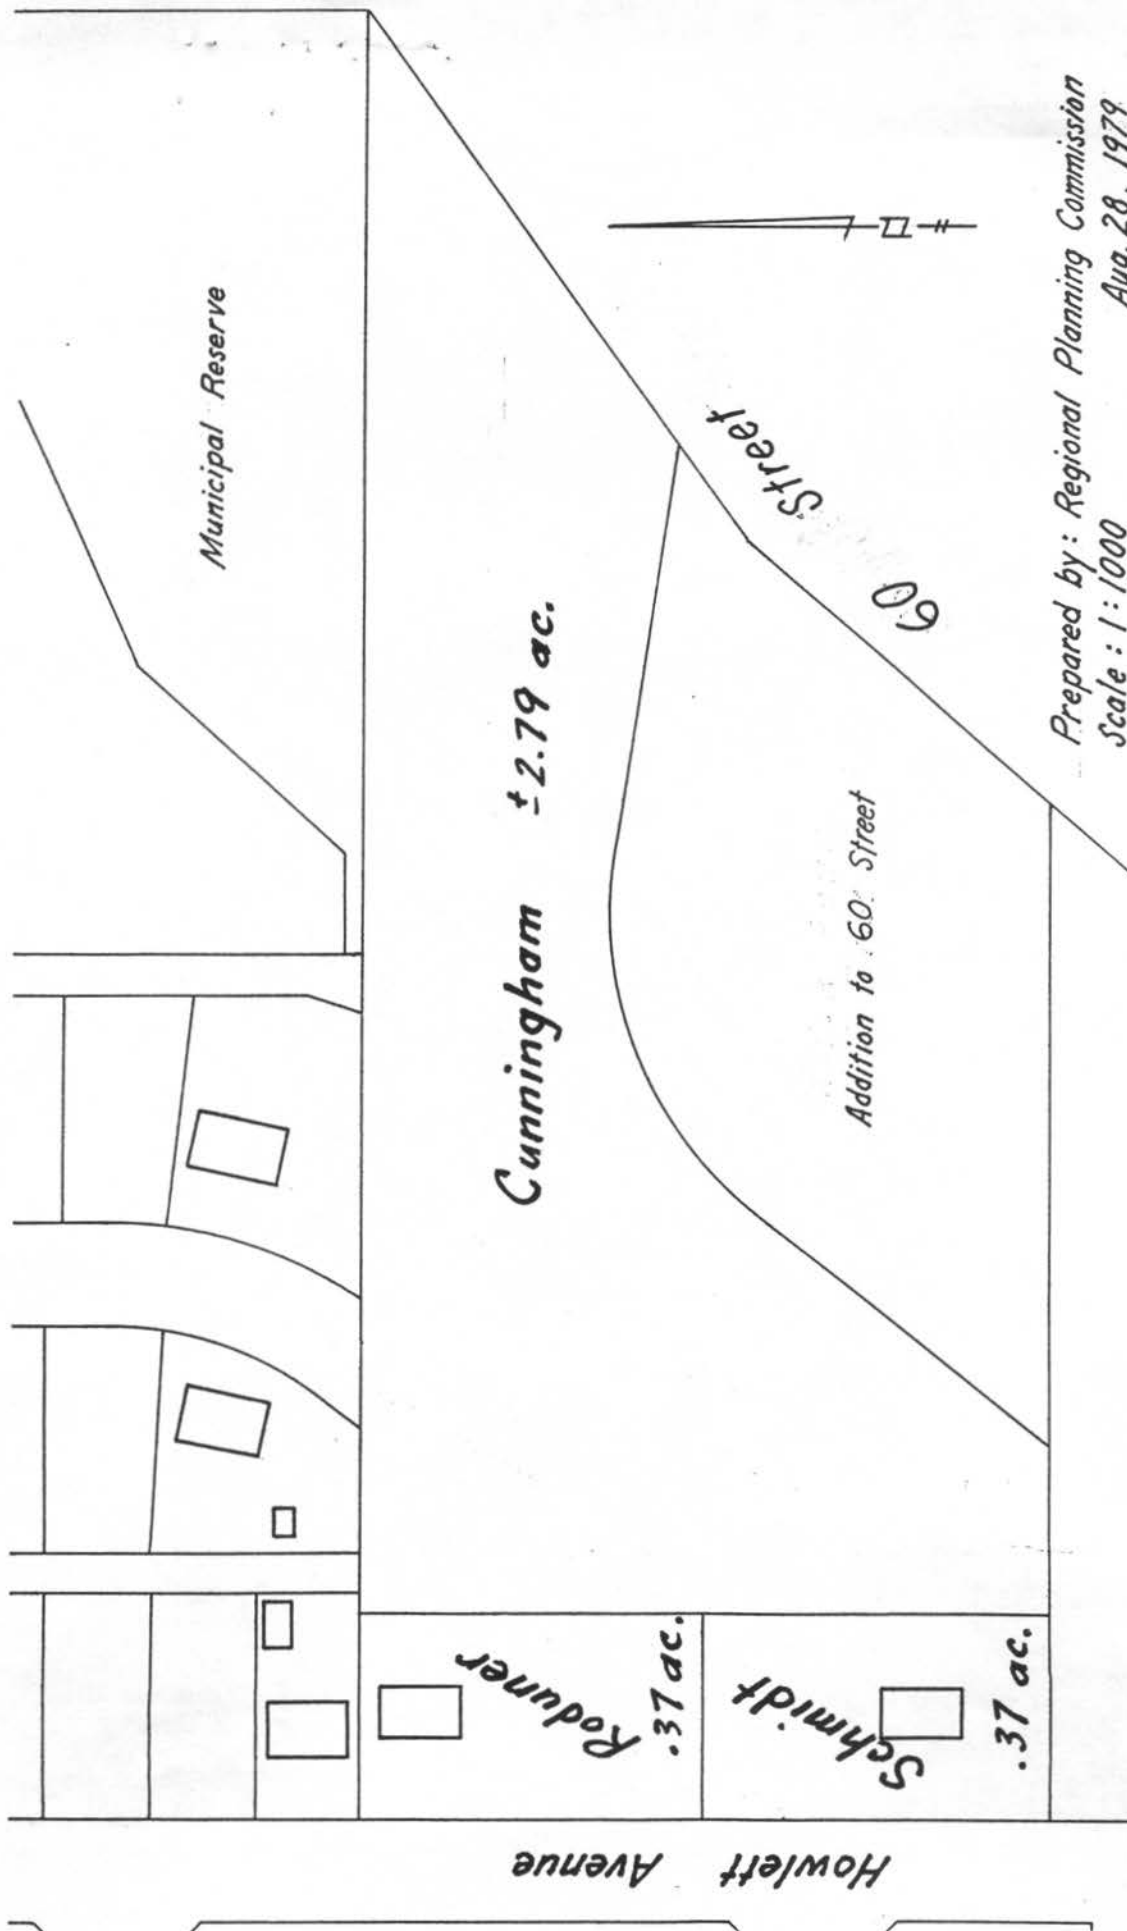 Municipal Reserve
Cunningham ±2.79 ac.
60 Street
Addition to 60 Street
Roduner
.37 ac.
Schmidt
.37 ac.
Howlett Avenue
Prepared by: Regional Planning Commission
Scale: 1:1000 Aug. 28, 1979